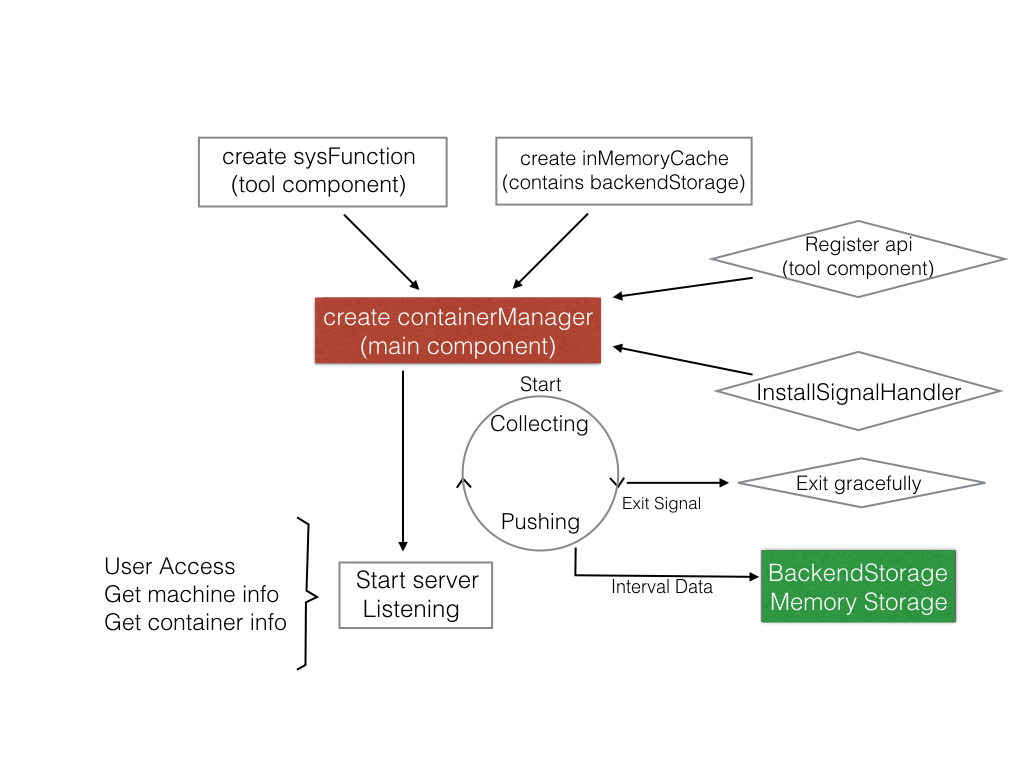 create sysFunction
(tool component)
create inMemoryCache
(contains backendStorage)
Register api
(tool component)
create containerManager
(main component)
InstallSignalHandler
Start
Collecting
Pushing
Exit Signal
Exit gracefully
Interval Data
BackendStorage
Memory Storage
User Access
Get machine info
Get container info
Start server
Listening